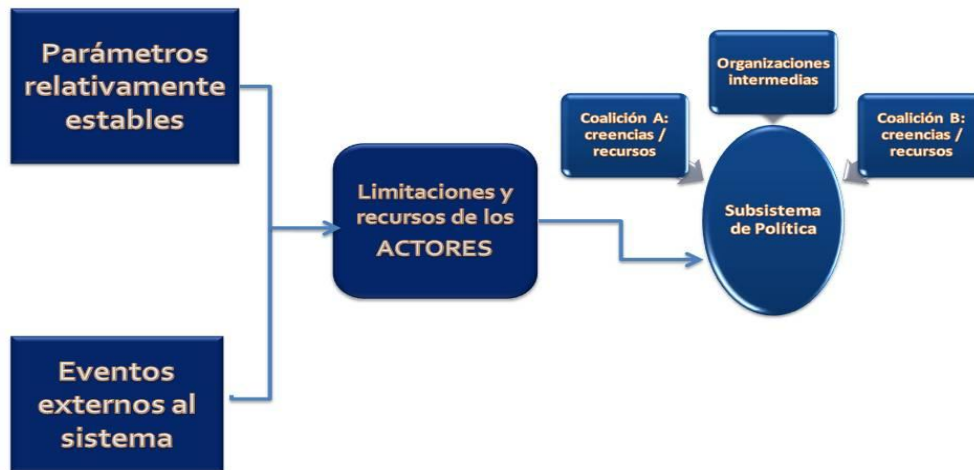 Parámetros
relativamente
estables
Eventos
externos al
sistema
Limitaciones y
recursos de los
ACTORES
Organizaciones
intermedias
Coalición A:
creencias /
recursos
Coalición B:
creencias /
recursos
Subsistema
de Política